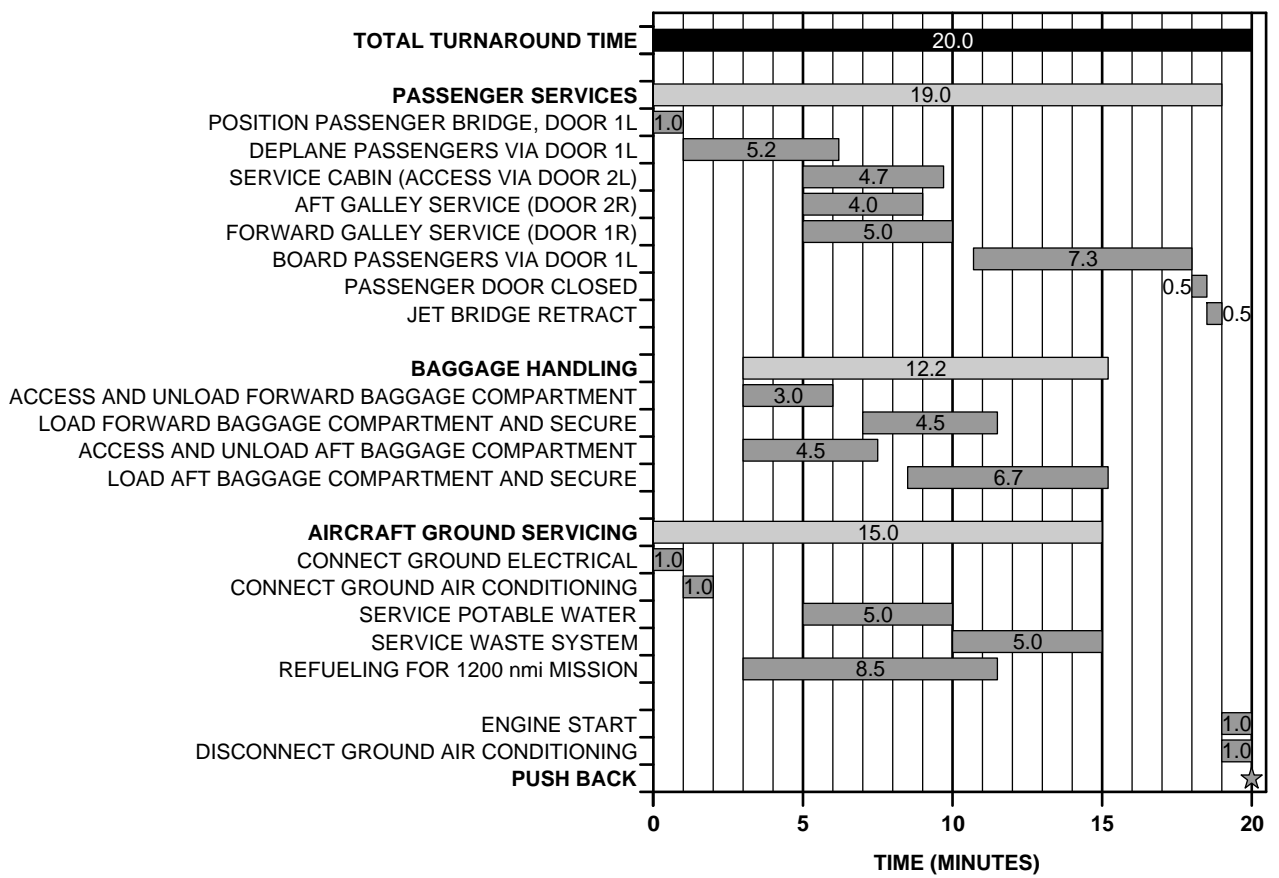 TOTAL TURNAROUND TIME 20.0
PASSENGER SERVICES 19.0
POSITION PASSENGER BRIDGE, DOOR 1L 1.0
DEPLANE PASSENGERS VIA DOOR 1L 5.2
SERVICE CABIN (ACCESS VIA DOOR 2L) 4.7
AFT GALLEY SERVICE (DOOR 2R) 4.0
FORWARD GALLEY SERVICE (DOOR 1R) 5.0
BOARD PASSENGERS VIA DOOR 1L 7.3
PASSENGER DOOR CLOSED 0.5
JET BRIDGE RETRACT 0.5
BAGGAGE HANDLING 12.2
ACCESS AND UNLOAD FORWARD BAGGAGE COMPARTMENT 3.0
LOAD FORWARD BAGGAGE COMPARTMENT AND SECURE 4.5
ACCESS AND UNLOAD AFT BAGGAGE COMPARTMENT 4.5
LOAD AFT BAGGAGE COMPARTMENT AND SECURE 6.7
AIRCRAFT GROUND SERVICING 15.0
CONNECT GROUND ELECTRICAL 1.0
CONNECT GROUND AIR CONDITIONING 1.0
SERVICE POTABLE WATER 5.0
SERVICE WASTE SYSTEM 5.0
REFUELING FOR 1200 nmi MISSION 8.5
ENGINE START 1.0
DISCONNECT GROUND AIR CONDITIONING 1.0
PUSH BACK
0 5 10 15 20
TIME (MINUTES)